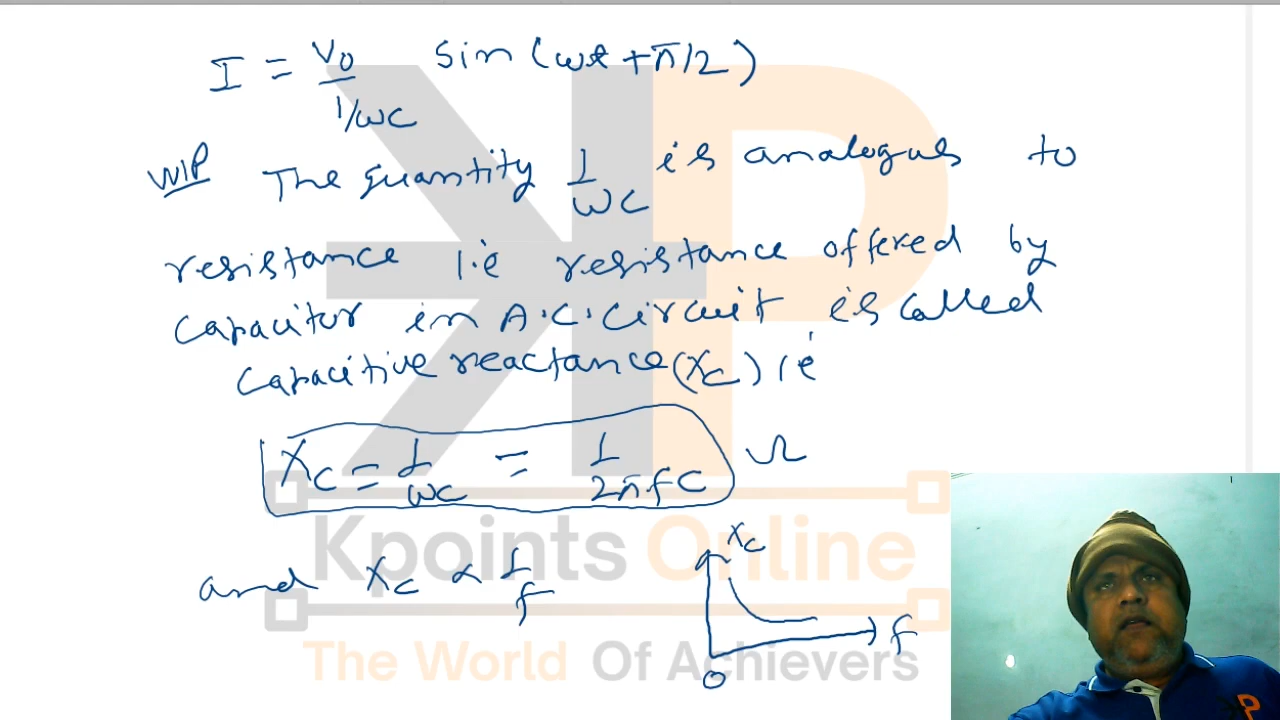 I = V0 / 1/ωC sin(ωt + π/2)
The quantity 1/ωC is analogus to
resistance i.e resistance offered by
capacitor in A.C. circuit is called
capacitive reactance (XC) i.e
XC = 1/ωC = 1/2πfC Ω
and XC ∝ 1/f
XC
f
0
Kpoints Online
The World Of Achievers